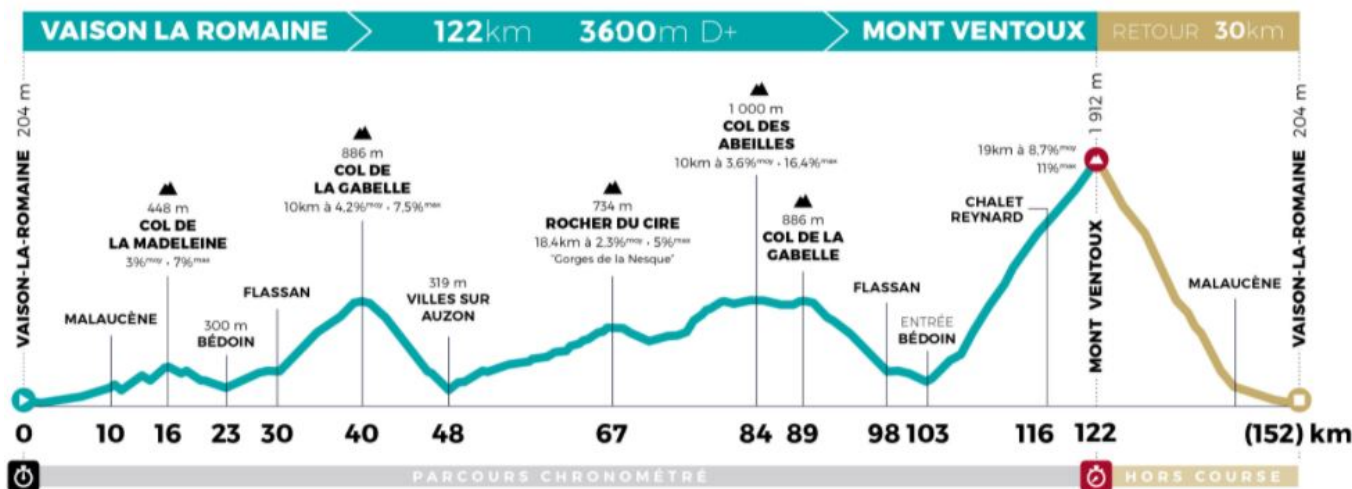 VAISON LA ROMAINE 122km 3600m D+ MONT VENTOUX RETOUR 30km
VAISON-LA-ROMAINE 204 m
MALAUCÈNE
448 m
COL DE
LA MADELEINE
3%moy • 7%max
300 m
BÉDOIN
FLASSAN
886 m
COL DE
LA GABELLE
10km à 4,2%moy • 7,5%max
319 m
VILLES SUR
AUZON
734 m
ROCHER DU CIRE
18.4km à 2.3%moy • 5%max
"Gorges de la Nesque"
1 000 m
COL DES
ABEILLES
10km à 3.6%moy • 16.4%max
886 m
COL DE LA
GABELLE
FLASSAN
ENTRÉE
BÉDOIN
CHALET
REYNARD
19km à 8,7%moy
11%max
MONT VENTOUX 1 912 m
MALAUCÈNE
VAISON-LA-ROMAINE 204 m
0 10 16 23 30 40 48 67 84 89 98 103 116 122 (152) km
PARCOURS CHRONOMÉTRÉ HORS COURSE